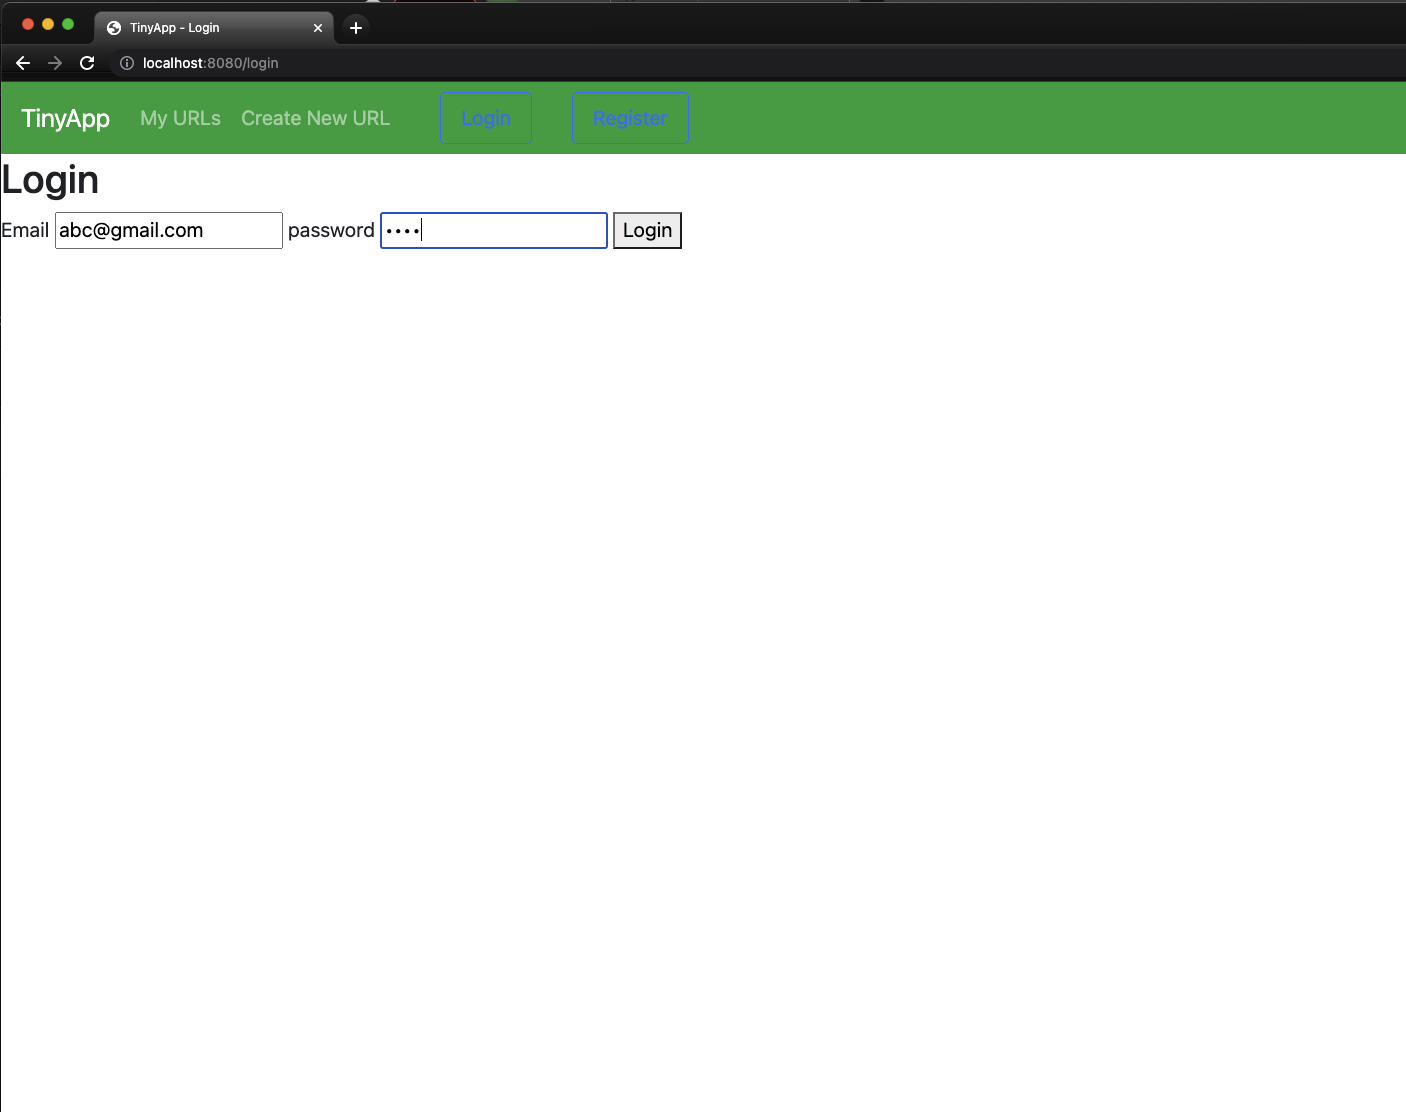 TinyApp - Login
localhost:8080/login
TinyApp My URLs Create New URL Login Register
Login
Email abc@gmail.com password •••• Login